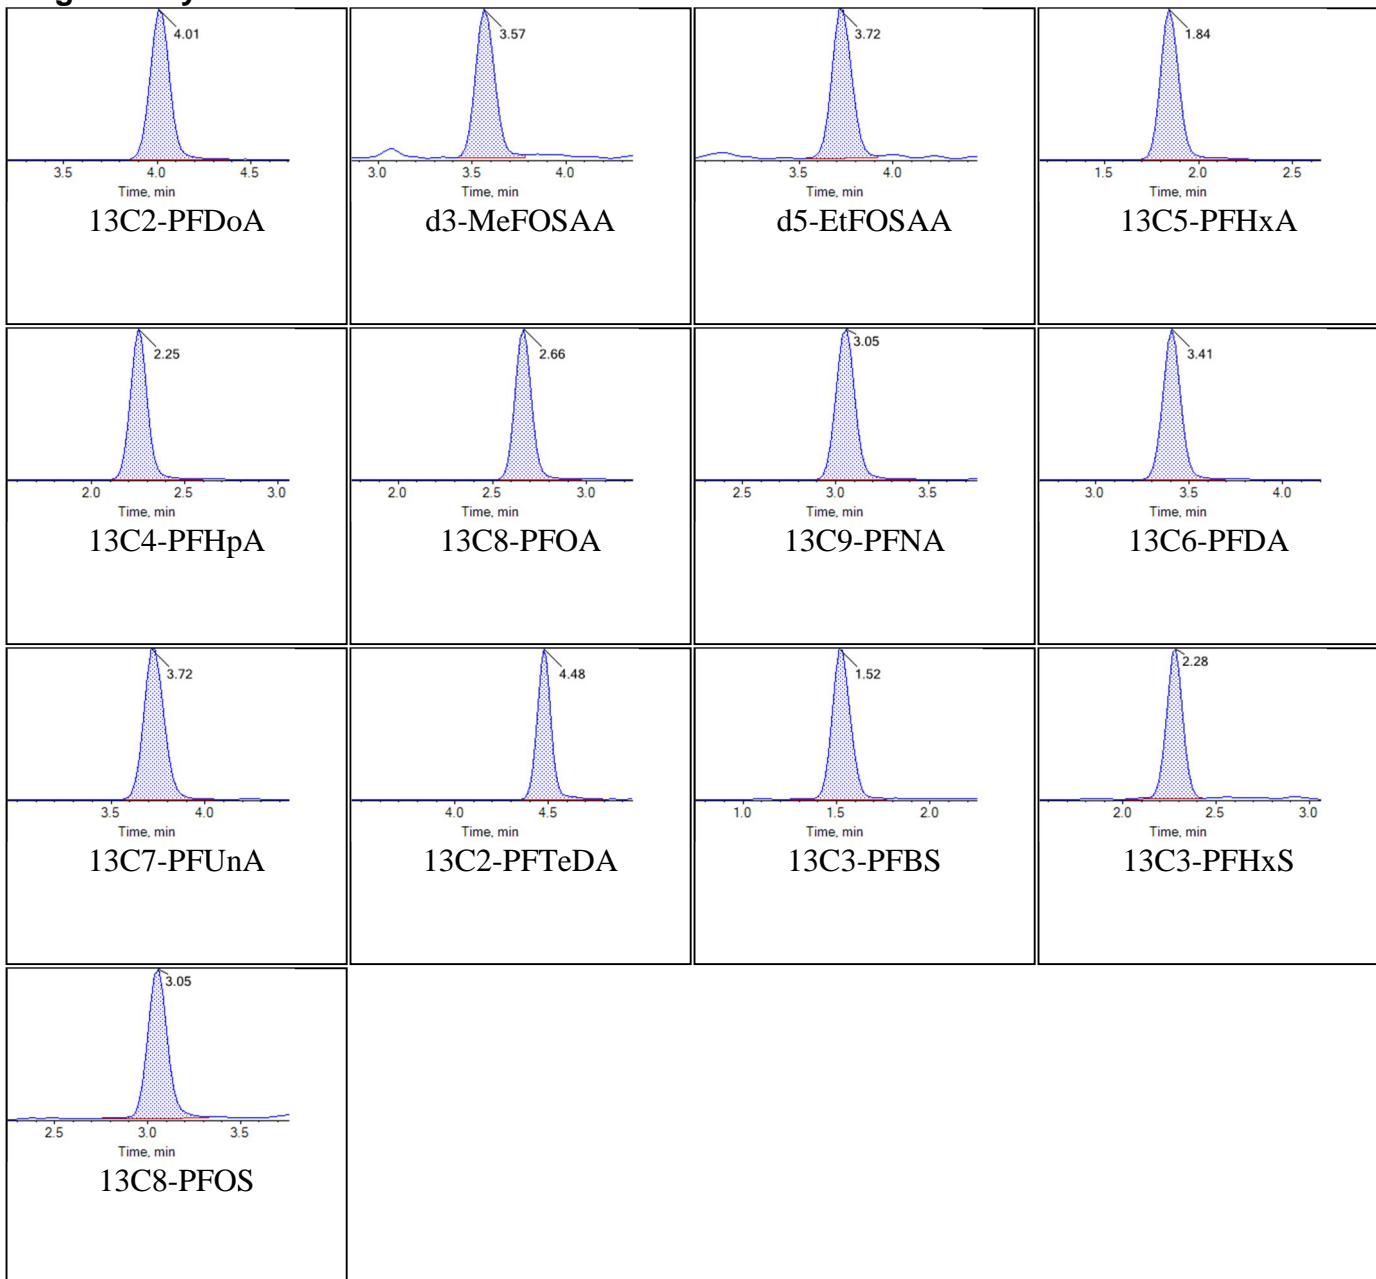 4.01
3.5 4.0 4.5
Time, min
13C2-PFDoA
3.57
3.0 3.5 4.0
Time, min
d3-MeFOSAA
3.72
3.5 4.0
Time, min
d5-EtFOSAA
1.84
1.5 2.0 2.5
Time, min
13C5-PFHxA
2.25
2.0 2.5 3.0
Time, min
13C4-PFHpA
2.66
2.0 2.5 3.0
Time, min
13C8-PFOA
3.05
2.5 3.0 3.5
Time, min
13C9-PFNA
3.41
3.0 3.5 4.0
Time, min
13C6-PFDA
3.72
3.5 4.0
Time, min
13C7-PFUnA
4.48
4.0 4.5
Time, min
13C2-PFTeDA
1.52
1.0 1.5 2.0
Time, min
13C3-PFBS
2.28
2.0 2.5 3.0
Time, min
13C3-PFHxS
3.05
2.5 3.0 3.5
Time, min
13C8-PFOS